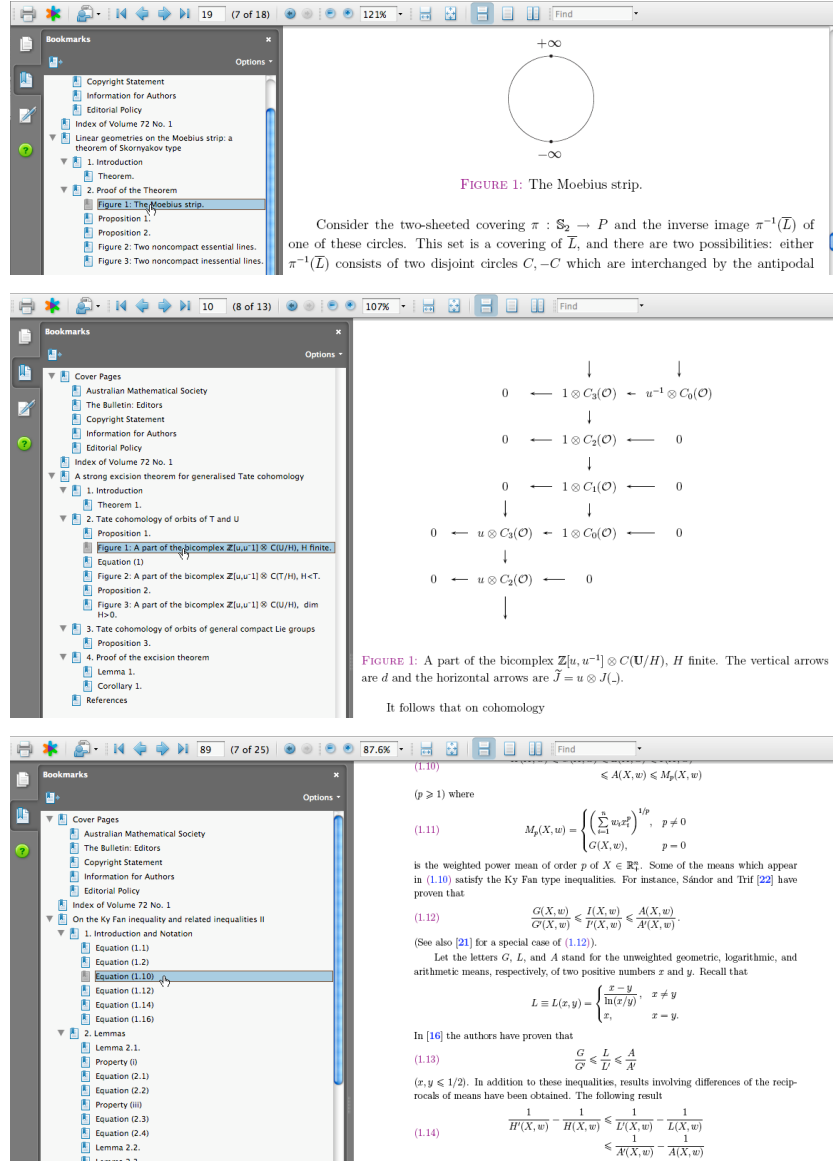 19 (7 of 18) 121% Find
Bookmarks
Options
Copyright Statement
Information for Authors
Editorial Policy
Index of Volume 72 No. 1
Linear geometries on the Moebius strip: a
theorem of Skornyakov type
1. Introduction
Theorem.
2. Proof of the Theorem
Figure 1: The Moebius strip.
Proposition 1.
Proposition 2.
Figure 2: Two noncompact essential lines.
Figure 3: Two noncompact inessential lines.
+∞
−∞
FIGURE 1: The Moebius strip.
Consider the two-sheeted covering π : 𝕊₂ → P and the inverse image π⁻¹(L̅) of
one of these circles. This set is a covering of L̅, and there are two possibilities: either
π⁻¹(L̅) consists of two disjoint circles C, −C which are interchanged by the antipodal
10 (8 of 13) 107% Find
Bookmarks
Options
Cover Pages
Australian Mathematical Society
The Bulletin: Editors
Copyright Statement
Information for Authors
Editorial Policy
Index of Volume 72 No. 1
A strong excision theorem for generalised Tate cohomology
1. Introduction
Theorem 1.
2. Tate cohomology of orbits of T and U
Proposition 1.
Figure 1: A part of the bicomplex ℤ[u,u⁻¹] ⊗ C(U/H), H finite.
Equation (1)
Figure 2: A part of the bicomplex ℤ[u,u⁻¹] ⊗ C(T/H), H<T.
Proposition 2.
Figure 3: A part of the bicomplex ℤ[u,u⁻¹] ⊗ C(U/H), dim
H>0.
3. Tate cohomology of orbits of general compact Lie groups
Proposition 3.
4. Proof of the excision theorem
Lemma 1.
Corollary 1.
References
↓ ↓
0 ← 1 ⊗ C₃(𝒪) ← u⁻¹ ⊗ C₀(𝒪)
↓
0 ← 1 ⊗ C₂(𝒪) ← 0
↓
0 ← 1 ⊗ C₁(𝒪) ← 0
↓ ↓
0 ← u ⊗ C₃(𝒪) ← 1 ⊗ C₀(𝒪)
↓
0 ← u ⊗ C₂(𝒪) ← 0
↓
FIGURE 1: A part of the bicomplex ℤ[u, u⁻¹] ⊗ C(U/H), H finite. The vertical arrows
are d and the horizontal arrows are J̃ = u ⊗ J(_).
It follows that on cohomology
89 (7 of 25) 87.6% Find
Bookmarks
Options
Cover Pages
Australian Mathematical Society
The Bulletin: Editors
Copyright Statement
Information for Authors
Editorial Policy
Index of Volume 72 No. 1
On the Ky Fan inequality and related inequalities II
1. Introduction and Notation
Equation (1.1)
Equation (1.2)
Equation (1.10)
Equation (1.12)
Equation (1.14)
Equation (1.16)
2. Lemmas
Lemma 2.1.
Property (i)
Equation (2.1)
Equation (2.2)
Property (iii)
Equation (2.3)
Equation (2.4)
Lemma 2.2.
(1.10)
⩽ A(X, w) ⩽ Mₚ(X, w)
(p ⩾ 1) where
(1.11) Mₚ(X, w) = { (∑ᵢ₌₁ⁿ wᵢxᵢᵖ)^{1/p}, p ≠ 0
G(X, w), p = 0
is the weighted power mean of order p of X ∈ ℝ₊ⁿ. Some of the means which appear
in (1.10) satisfy the Ky Fan type inequalities. For instance, Sándor and Trif [22] have
proven that
(1.12) G(X, w)/G′(X, w) ⩽ I(X, w)/I′(X, w) ⩽ A(X, w)/A′(X, w).
(See also [21] for a special case of (1.12)).
Let the letters G, L, and A stand for the unweighted geometric, logarithmic, and
arithmetic means, respectively, of two positive numbers x and y. Recall that
L ≡ L(x, y) = { (x − y)/ln(x/y), x ≠ y
x, x = y.
In [16] the authors have proven that
(1.13) G/G′ ⩽ L/L′ ⩽ A/A′
(x, y ⩽ 1/2). In addition to these inequalities, results involving differences of the recip-
rocals of means have been obtained. The following result
(1.14) 1/H′(X, w) − 1/H(X, w) ⩽ 1/L′(X, w) − 1/L(X, w)
⩽ 1/A′(X, w) − 1/A(X, w)